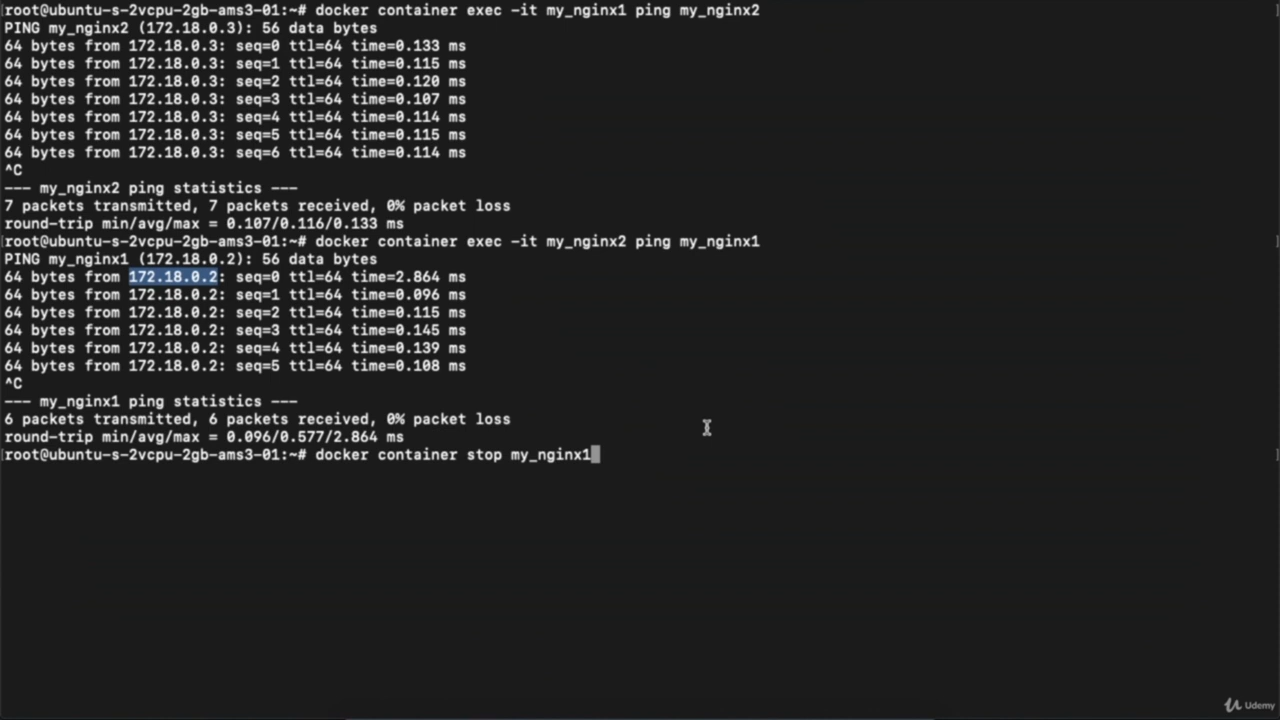 root@ubuntu-s-2vcpu-2gb-ams3-01:~# docker container exec -it my_nginx1 ping my_nginx2
PING my_nginx2 (172.18.0.3): 56 data bytes
64 bytes from 172.18.0.3: seq=0 ttl=64 time=0.133 ms
64 bytes from 172.18.0.3: seq=1 ttl=64 time=0.115 ms
64 bytes from 172.18.0.3: seq=2 ttl=64 time=0.120 ms
64 bytes from 172.18.0.3: seq=3 ttl=64 time=0.107 ms
64 bytes from 172.18.0.3: seq=4 ttl=64 time=0.114 ms
64 bytes from 172.18.0.3: seq=5 ttl=64 time=0.115 ms
64 bytes from 172.18.0.3: seq=6 ttl=64 time=0.114 ms
^C
--- my_nginx2 ping statistics ---
7 packets transmitted, 7 packets received, 0% packet loss
round-trip min/avg/max = 0.107/0.116/0.133 ms
root@ubuntu-s-2vcpu-2gb-ams3-01:~# docker container exec -it my_nginx2 ping my_nginx1
PING my_nginx1 (172.18.0.2): 56 data bytes
64 bytes from 172.18.0.2: seq=0 ttl=64 time=2.864 ms
64 bytes from 172.18.0.2: seq=1 ttl=64 time=0.096 ms
64 bytes from 172.18.0.2: seq=2 ttl=64 time=0.115 ms
64 bytes from 172.18.0.2: seq=3 ttl=64 time=0.145 ms
64 bytes from 172.18.0.2: seq=4 ttl=64 time=0.139 ms
64 bytes from 172.18.0.2: seq=5 ttl=64 time=0.108 ms
^C
--- my_nginx1 ping statistics ---
6 packets transmitted, 6 packets received, 0% packet loss
round-trip min/avg/max = 0.096/0.577/2.864 ms
root@ubuntu-s-2vcpu-2gb-ams3-01:~# docker container stop my_nginx1
Udemy